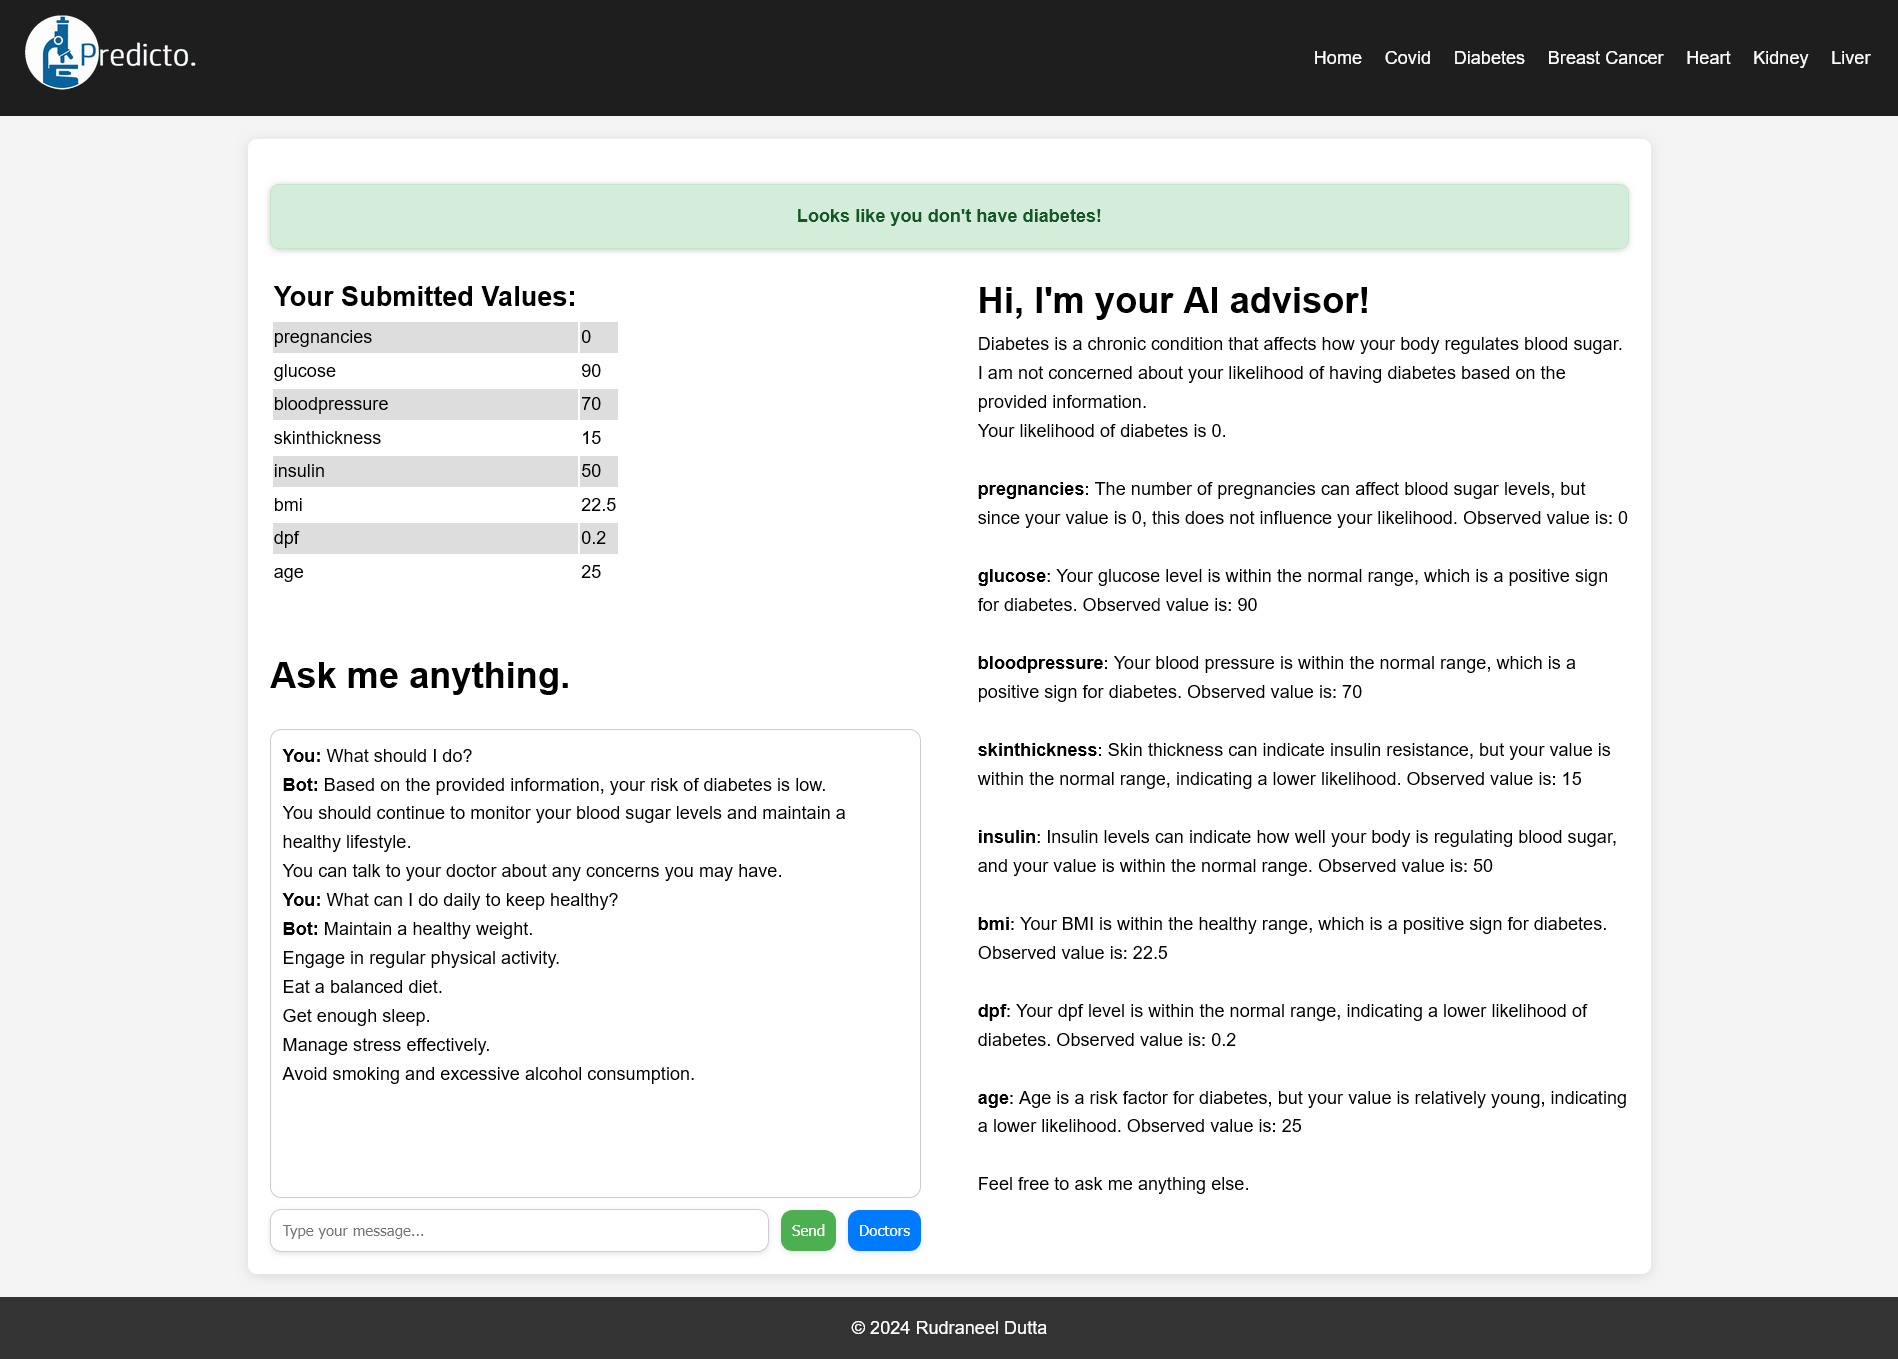 Predicto.
Home Covid Diabetes Breast Cancer Heart Kidney Liver
Looks like you don't have diabetes!
Your Submitted Values:
pregnancies 0
glucose 90
bloodpressure 70
skinthickness 15
insulin 50
bmi 22.5
dpf 0.2
age 25
Ask me anything.
You: What should I do?
Bot: Based on the provided information, your risk of diabetes is low.
You should continue to monitor your blood sugar levels and maintain a
healthy lifestyle.
You can talk to your doctor about any concerns you may have.
You: What can I do daily to keep healthy?
Bot: Maintain a healthy weight.
Engage in regular physical activity.
Eat a balanced diet.
Get enough sleep.
Manage stress effectively.
Avoid smoking and excessive alcohol consumption.
Type your message...
Send
Doctors
Hi, I'm your AI advisor!
Diabetes is a chronic condition that affects how your body regulates blood sugar.
I am not concerned about your likelihood of having diabetes based on the
provided information.
Your likelihood of diabetes is 0.
pregnancies: The number of pregnancies can affect blood sugar levels, but
since your value is 0, this does not influence your likelihood. Observed value is: 0
glucose: Your glucose level is within the normal range, which is a positive sign
for diabetes. Observed value is: 90
bloodpressure: Your blood pressure is within the normal range, which is a
positive sign for diabetes. Observed value is: 70
skinthickness: Skin thickness can indicate insulin resistance, but your value is
within the normal range, indicating a lower likelihood. Observed value is: 15
insulin: Insulin levels can indicate how well your body is regulating blood sugar,
and your value is within the normal range. Observed value is: 50
bmi: Your BMI is within the healthy range, which is a positive sign for diabetes.
Observed value is: 22.5
dpf: Your dpf level is within the normal range, indicating a lower likelihood of
diabetes. Observed value is: 0.2
age: Age is a risk factor for diabetes, but your value is relatively young, indicating
a lower likelihood. Observed value is: 25
Feel free to ask me anything else.
© 2024 Rudraneel Dutta